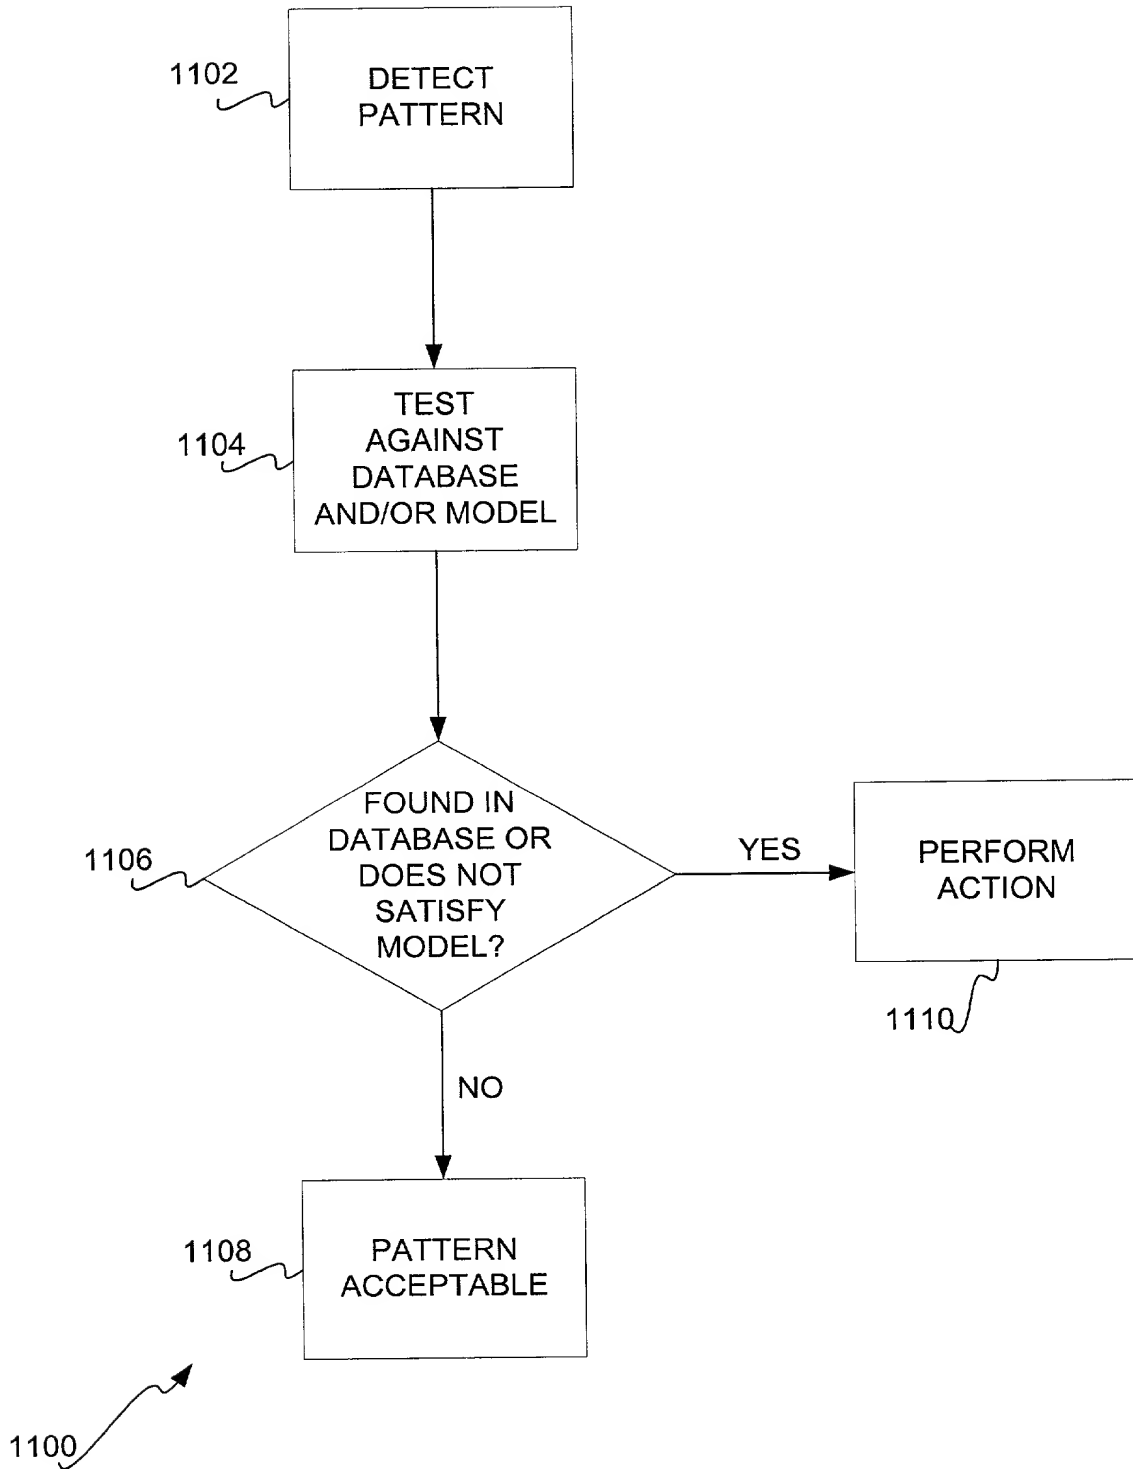 1102
DETECT
PATTERN
1104
TEST
AGAINST
DATABASE
AND/OR MODEL
1106
FOUND IN
DATABASE OR
DOES NOT
SATISFY
MODEL?
YES
PERFORM
ACTION
1110
NO
1108
PATTERN
ACCEPTABLE
1100